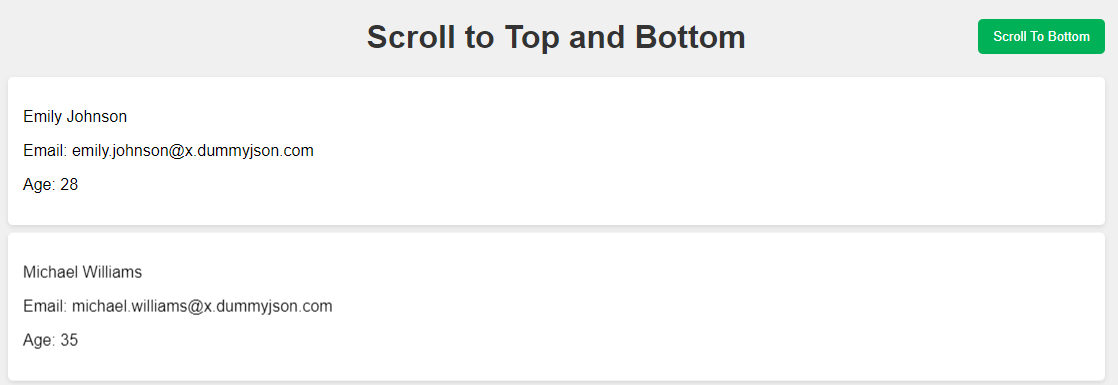 Scroll to Top and Bottom
Scroll To Bottom
Emily Johnson
Email: emily.johnson@x.dummyjson.com
Age: 28
Michael Williams
Email: michael.williams@x.dummyjson.com
Age: 35